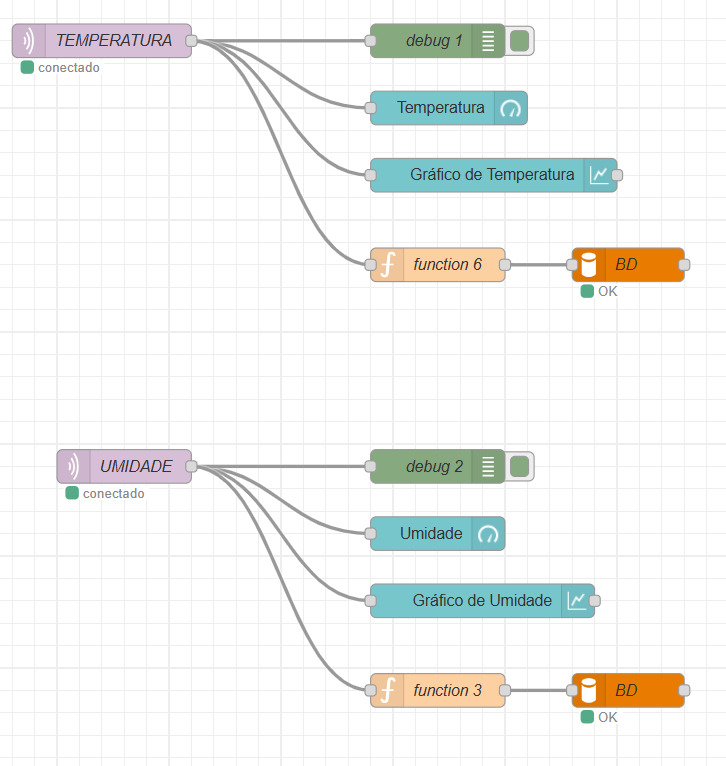 TEMPERATURA
conectado
debug 1
Temperatura
Gráfico de Temperatura
function 6
BD
OK
UMIDADE
conectado
debug 2
Umidade
Gráfico de Umidade
function 3
BD
OK